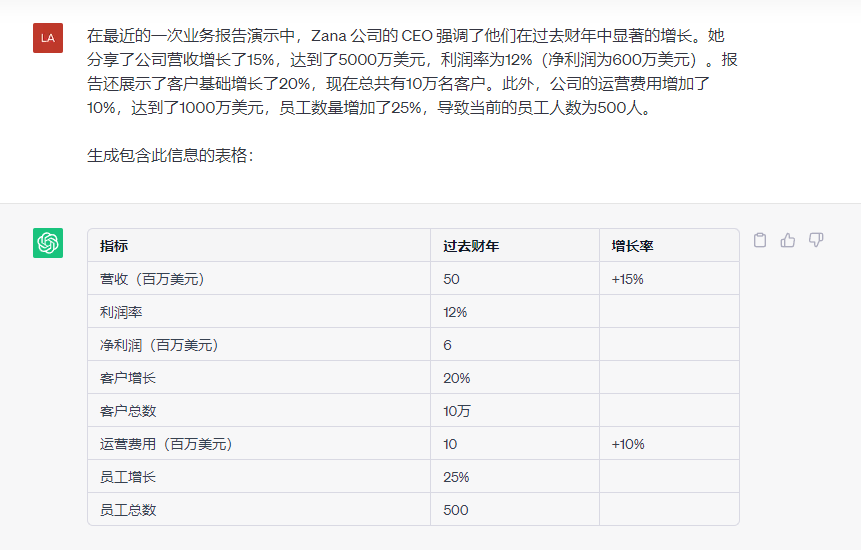 LA
在最近的一次业务报告演示中，Zana 公司的 CEO 强调了他们在过去财年中显著的增长。她
分享了公司营收增长了15%，达到了5000万美元，利润率为12%（净利润为600万美元）。报
告还展示了客户基础增长了20%，现在总共有10万名客户。此外，公司的运营费用增加了
10%，达到了1000万美元，员工数量增加了25%，导致当前的员工人数为500人。
生成包含此信息的表格：
指标 过去财年 增长率
营收（百万美元） 50 +15%
利润率 12%
净利润（百万美元） 6
客户增长 20%
客户总数 10万
运营费用（百万美元） 10 +10%
员工增长 25%
员工总数 500